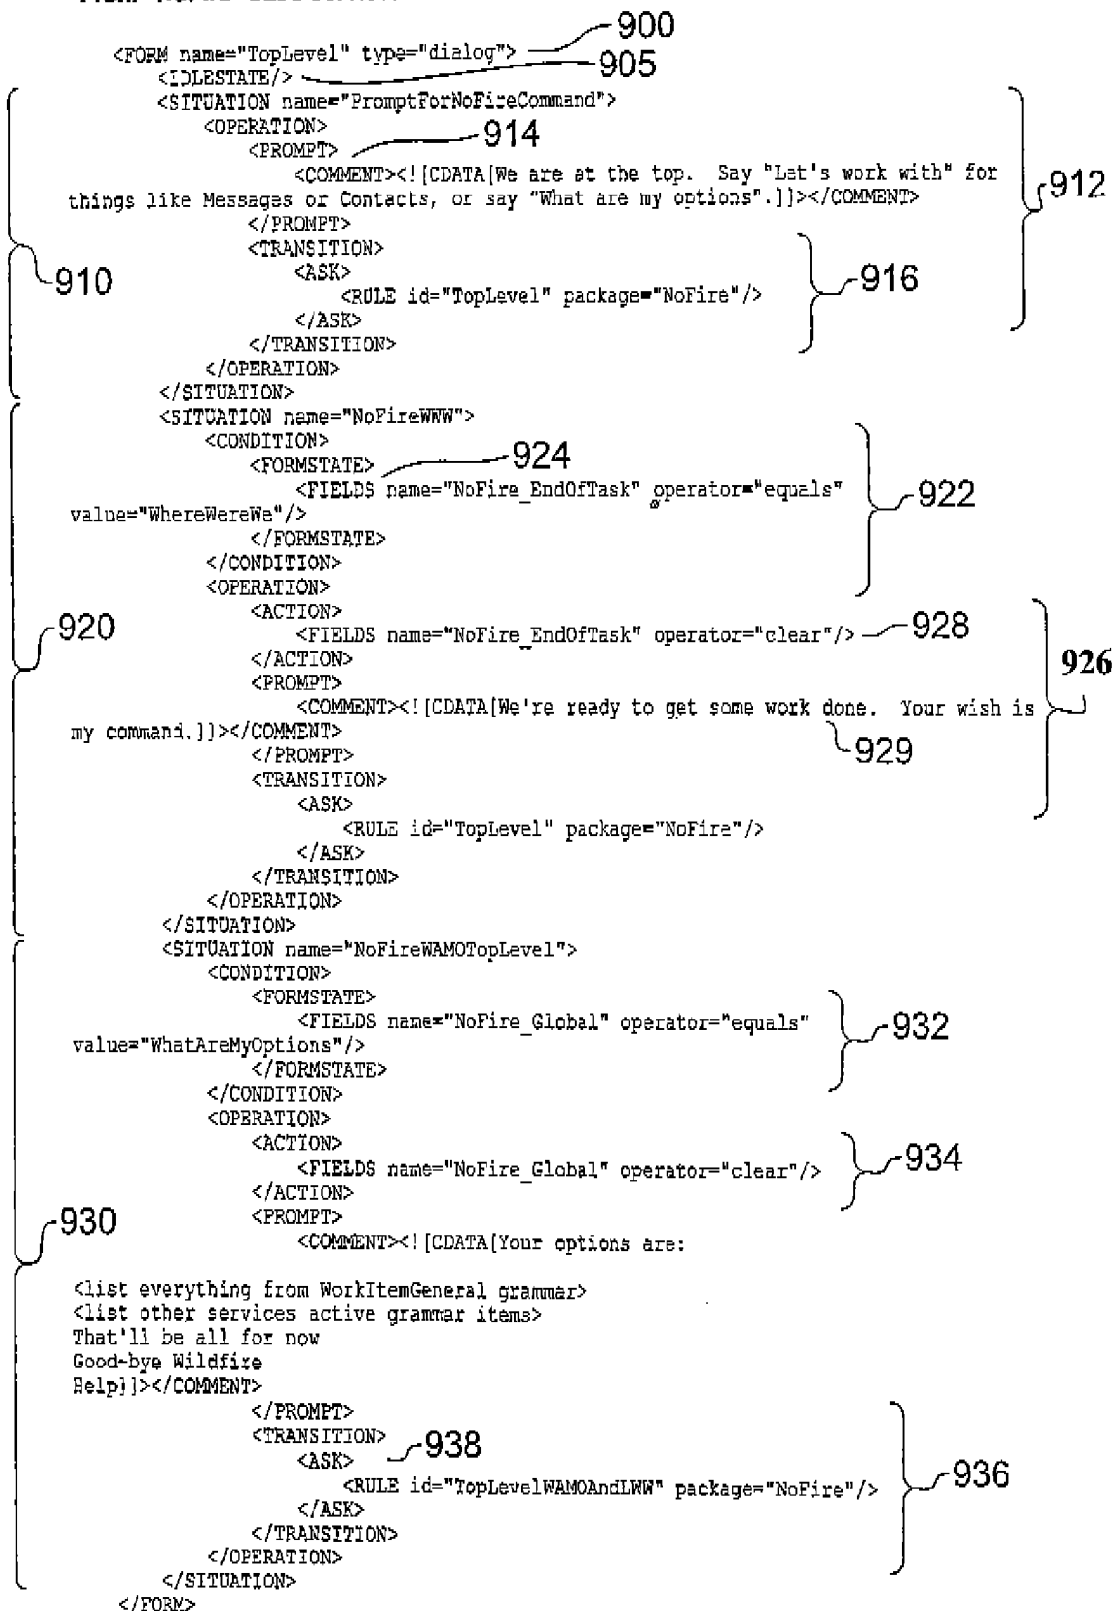 <FORM name="TopLevel" type="dialog"> 900
<IDLESTATE/> 905
<SITUATION name="PromptForNoFireCommand">
<OPERATION>
<PROMPT> 914
<COMMENT><![CDATA[We are at the top.  Say "Let's work with" for
things like Messages or Contacts, or say "What are my options".]]></COMMENT> 912
</PROMPT>
<TRANSITION>
910 <ASK> 916
<RULE id="TopLevel" package="NoFire"/>
</ASK>
</TRANSITION>
</OPERATION>
</SITUATION>
<SITUATION name="NoFireWWW">
<CONDITION>
<FORMSTATE> 924
<FIELDS name="NoFire_EndOfTask" operator="equals" 922
value="WhereWereWe"/>
</FORMSTATE>
</CONDITION>
<OPERATION>
<ACTION>
920 <FIELDS name="NoFire_EndOfTask" operator="clear"/> 928
</ACTION> 926
<PROMPT>
<COMMENT><![CDATA[We're ready to get some work done.  Your wish is
my command.]]></COMMENT> 929
</PROMPT>
<TRANSITION>
<ASK>
<RULE id="TopLevel" package="NoFire"/>
</ASK>
</TRANSITION>
</OPERATION>
</SITUATION>
<SITUATION name="NoFireWAMOTopLevel">
<CONDITION>
<FORMSTATE>
<FIELDS name="NoFire_Global" operator="equals" 932
value="WhatAreMyOptions"/>
</FORMSTATE>
</CONDITION>
<OPERATION>
<ACTION>
<FIELDS name="NoFire_Global" operator="clear"/> 934
</ACTION>
930 <PROMPT>
<COMMENT><![CDATA[Your options are:
<list everything from WorkItemGeneral grammar>
<list other services active grammar items>
That'll be all for now
Good-bye Wildfire
Help]]></COMMENT>
</PROMPT>
<TRANSITION>
<ASK> 938
<RULE id="TopLevelWAMOAndLWW" package="NoFire"/> 936
</ASK>
</TRANSITION>
</OPERATION>
</SITUATION>
</FORM>